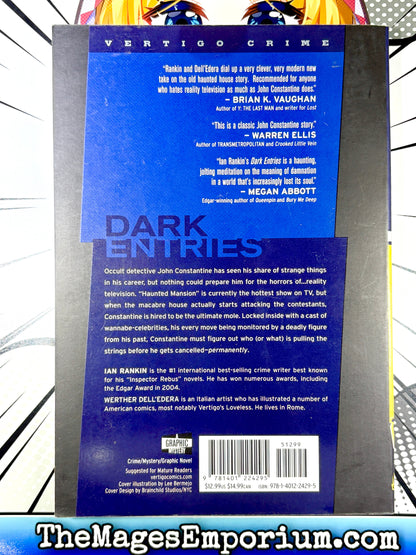 VERTIGO CRIME
"Rankin and Dell'Edera dial up a very clever, very modern
take on the old haunted house story. Recommended for anyone
who hates reality television as much as John Constantine does."
– BRIAN K. VAUGHAN
Author of Y: THE LAST MAN and writer for Lost
"This is a classic John Constantine story."
– WARREN ELLIS
Author of TRANSMETROPOLITAN and Crooked Little Vein
"Ian Rankin's Dark Entries is a haunting,
jolting meditation on the meaning of damnation
in a world that's increasingly lost its soul."
– MEGAN ABBOTT
Edgar-winning author of Queenpin and Bury Me Deep
DARK
ENTRIES
Occult detective John Constantine has seen his share of strange things
in his career, but nothing could prepare him for the horrors of...reality
television. "Haunted Mansion" is currently the hottest show on TV, but
when the macabre house actually starts attacking the contestants,
Constantine is hired to be the ultimate mole. Locked inside with a cast of
wannabe-celebrities, his every move being monitored by a deadly figure
from his past, Constantine must figure out who (or what) is pulling
the strings before he gets cancelled–permanently.
IAN RANKIN is the #1 international best-selling crime writer best known
for his "Inspector Rebus" novels. He has won numerous awards, including
the Edgar Award in 2004.
WERTHER DELL'EDERA is an Italian artist who has illustrated a number of
American comics, most notably Vertigo's Loveless. He lives in Rome.
A
GRAPHIC
MYSTERY
Crime/Mystery/Graphic Novel
Suggested for Mature Readers
vertigocomics.com
Cover illustration by Lee Bermejo
Cover Design by Brainchild Studios/NYC
51299
9 781401 224295
$12.99US $14.99CAN ISBN: 978-1-4012-2429-5
TheMagesEmporium.com